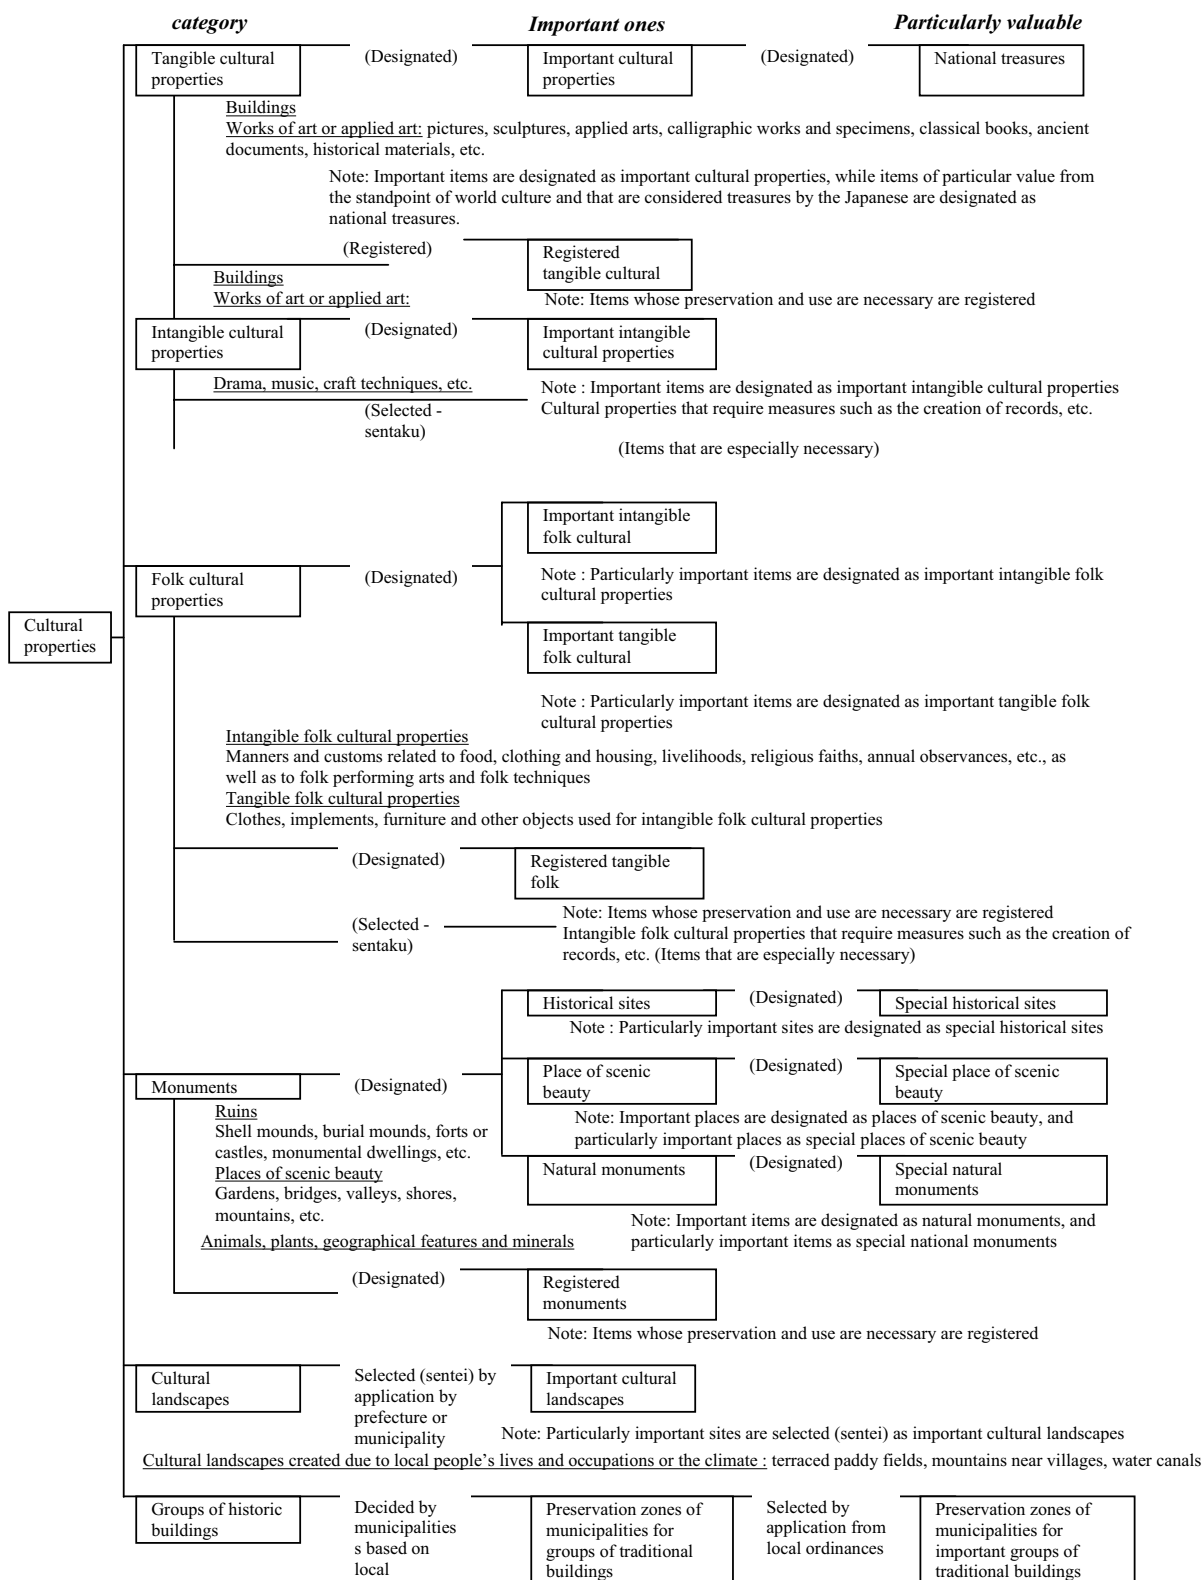 category
Important ones
Particularly valuable
Tangible cultural
properties
(Designated)
Important cultural
properties
(Designated)
National treasures
Buildings
Works of art or applied art: pictures, sculptures, applied arts, calligraphic works and specimens, classical books, ancient
documents, historical materials, etc.
Note: Important items are designated as important cultural properties, while items of particular value from
the standpoint of world culture and that are considered treasures by the Japanese are designated as
national treasures.
(Registered)
Registered
tangible cultural
Buildings
Works of art or applied art:
Note: Items whose preservation and use are necessary are registered
Intangible cultural
properties
(Designated)
Important intangible
cultural properties
Drama, music, craft techniques, etc.
Note : Important items are designated as important intangible cultural properties
Cultural properties that require measures such as the creation of records, etc.
(Selected -
sentaku)
(Items that are especially necessary)
Important intangible
folk cultural
Folk cultural
properties
(Designated)
Note : Particularly important items are designated as important intangible folk
cultural properties
Cultural
properties
Important tangible
folk cultural
Note : Particularly important items are designated as important tangible folk
cultural properties
Intangible folk cultural properties
Manners and customs related to food, clothing and housing, livelihoods, religious faiths, annual observances, etc., as
well as to folk performing arts and folk techniques
Tangible folk cultural properties
Clothes, implements, furniture and other objects used for intangible folk cultural properties
(Designated)
Registered tangible
folk
Note: Items whose preservation and use are necessary are registered
(Selected -
sentaku)
Intangible folk cultural properties that require measures such as the creation of
records, etc. (Items that are especially necessary)
Historical sites
(Designated)
Special historical sites
Note : Particularly important sites are designated as special historical sites
Monuments
(Designated)
Place of scenic
beauty
(Designated)
Special place of scenic
beauty
Ruins
Shell mounds, burial mounds, forts or
castles, monumental dwellings, etc.
Places of scenic beauty
Gardens, bridges, valleys, shores,
mountains, etc.
Note: Important places are designated as places of scenic beauty, and
particularly important places as special places of scenic beauty
Natural monuments
(Designated)
Special natural
monuments
Note: Important items are designated as natural monuments, and
particularly important items as special national monuments
Animals, plants, geographical features and minerals
(Designated)
Registered
monuments
Note: Items whose preservation and use are necessary are registered
Cultural
landscapes
Selected (sentei) by
application by
prefecture or
municipality
Important cultural
landscapes
Note: Particularly important sites are selected (sentei) as important cultural landscapes
Cultural landscapes created due to local people's lives and occupations or the climate : terraced paddy fields, mountains near villages, water canals
Groups of historic
buildings
Decided by
municipalities
s based on
local
Preservation zones of
municipalities for
groups of traditional
buildings
Selected by
application from
local ordinances
Preservation zones of
municipalities for
important groups of
traditional buildings